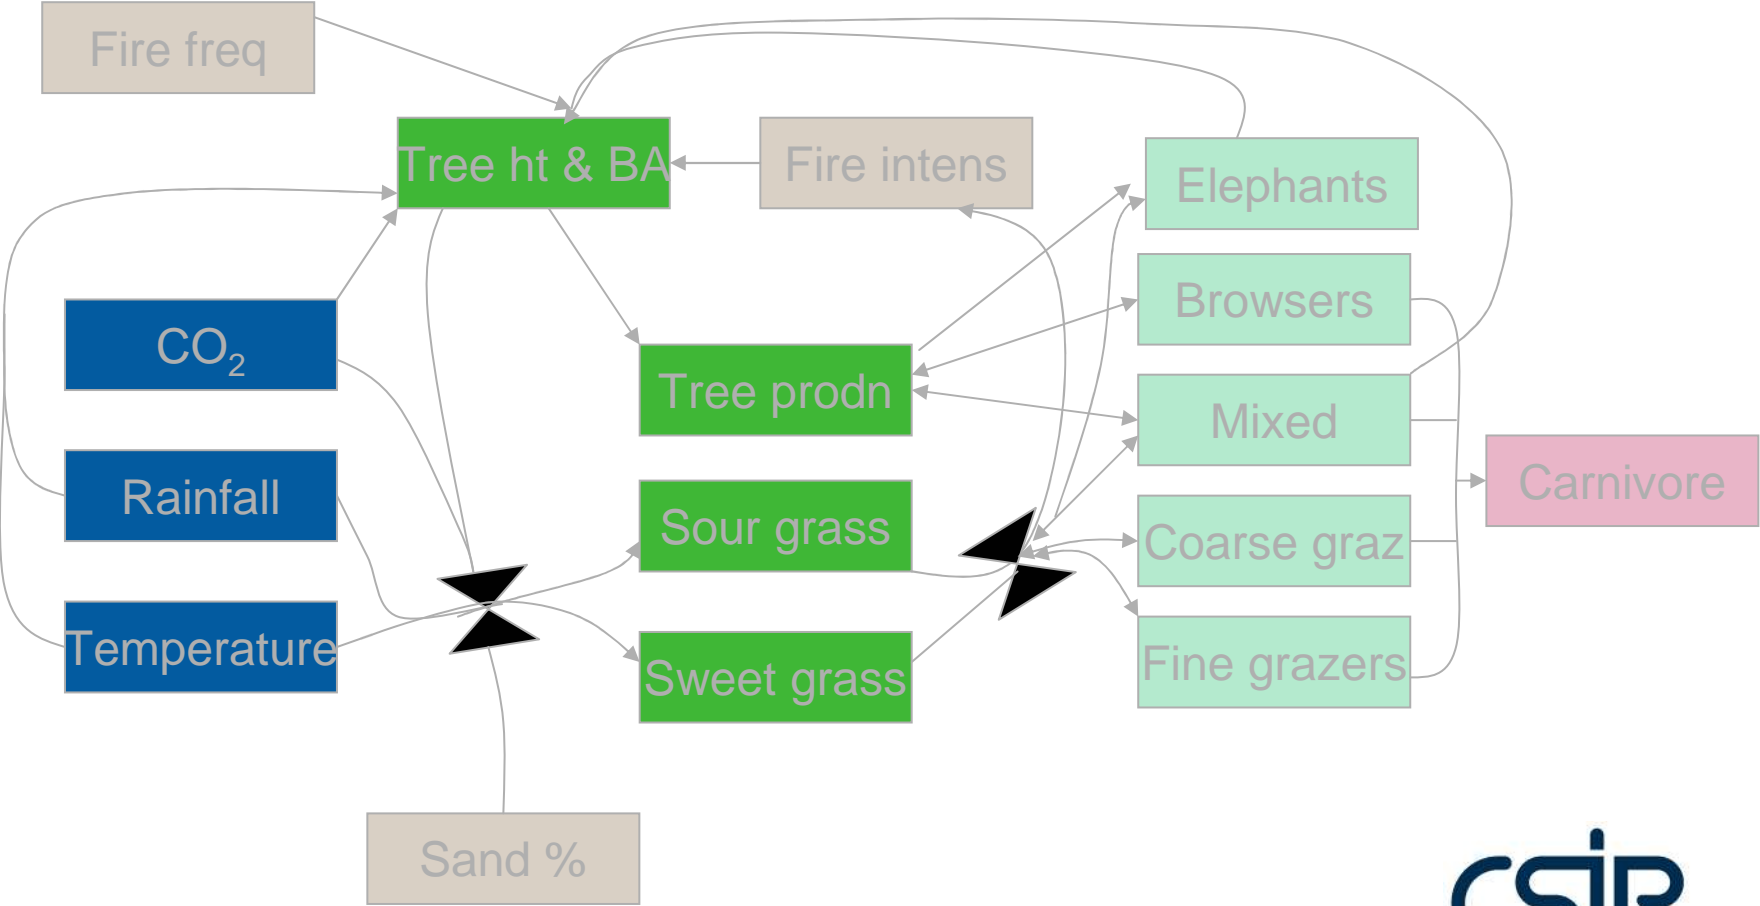 Fire freq
Tree ht & BA
Fire intens
Elephants
Browsers
CO₂
Tree prodn
Mixed
Rainfall
Sour grass
Carnivore
Coarse graz
Temperature
Sweet grass
Fine grazers
Sand %